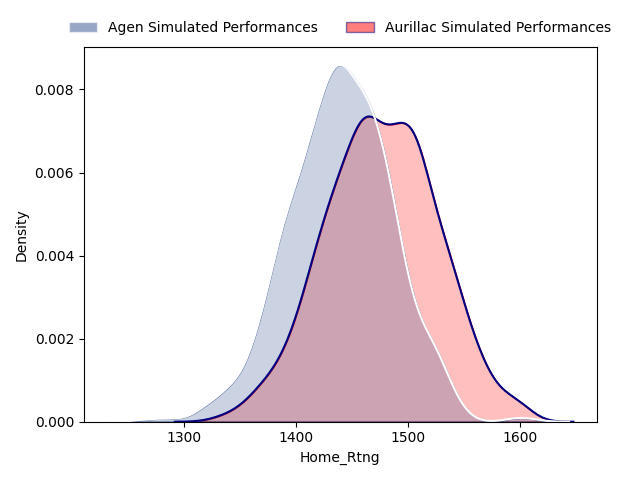 Agen Simulated Performances
Aurillac Simulated Performances
0.008
0.006
0.004
0.002
0.000
Density
1300
1400
1500
1600
Home_Rtng